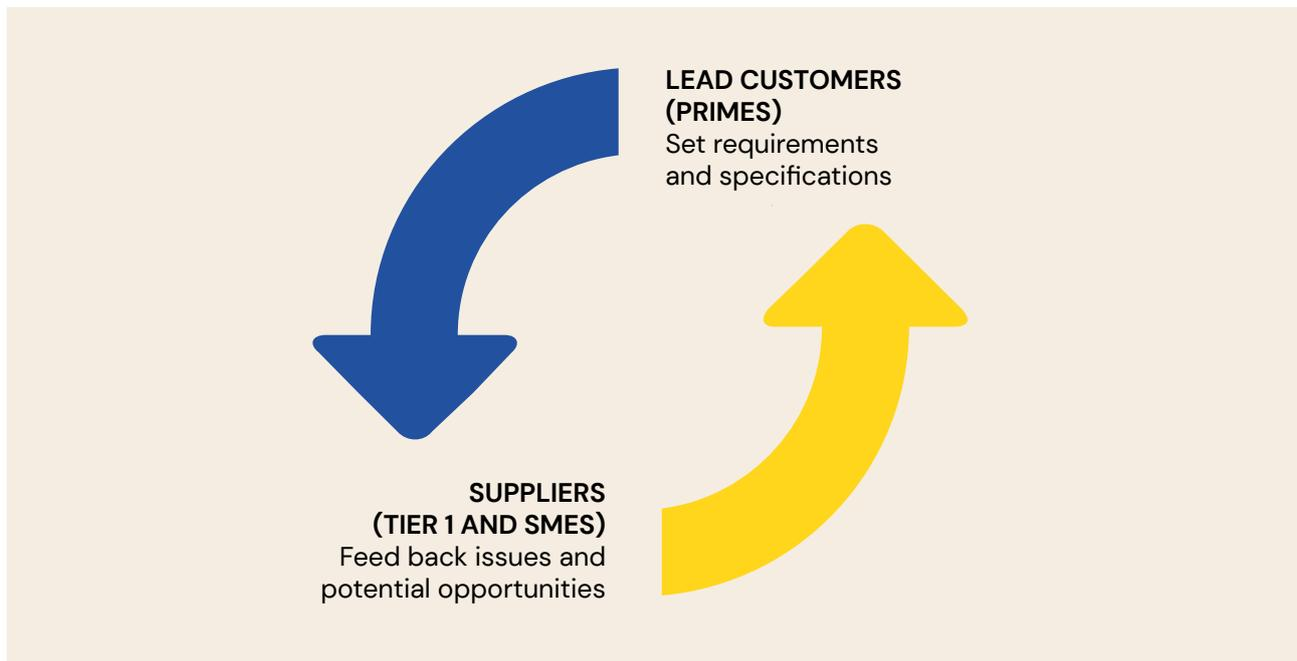 LEAD CUSTOMERS
(PRIMES)
Set requirements
and specifications
SUPPLIERS
(TIER 1 AND SMES)
Feed back issues and
potential opportunities